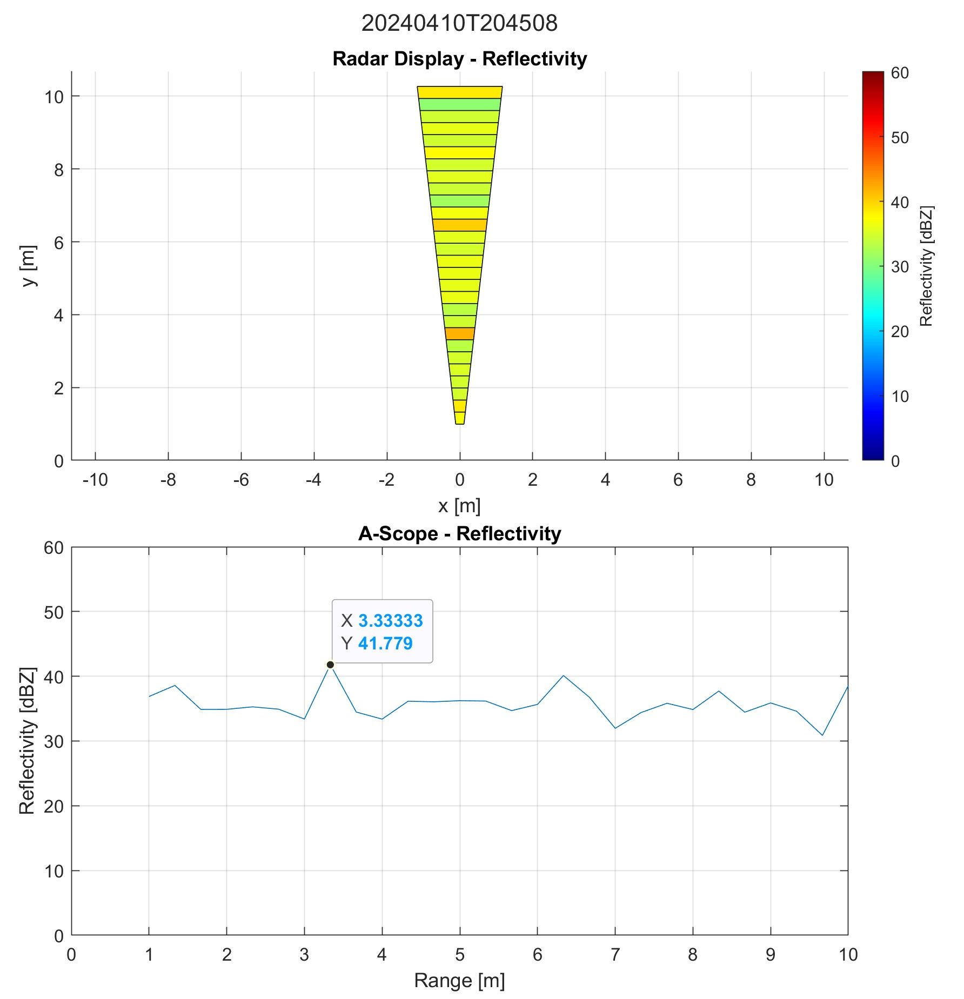 20240410T204508
Radar Display - Reflectivity
10
8
6
4
2
0
y [m]
-10 -8 -6 -4 -2 0 2 4 6 8 10
x [m]
60
50
40
30
20
10
0
Reflectivity [dBZ]
A-Scope - Reflectivity
60
50
40
30
20
10
0
Reflectivity [dBZ]
X 3.33333
Y 41.779
0 1 2 3 4 5 6 7 8 9 10
Range [m]